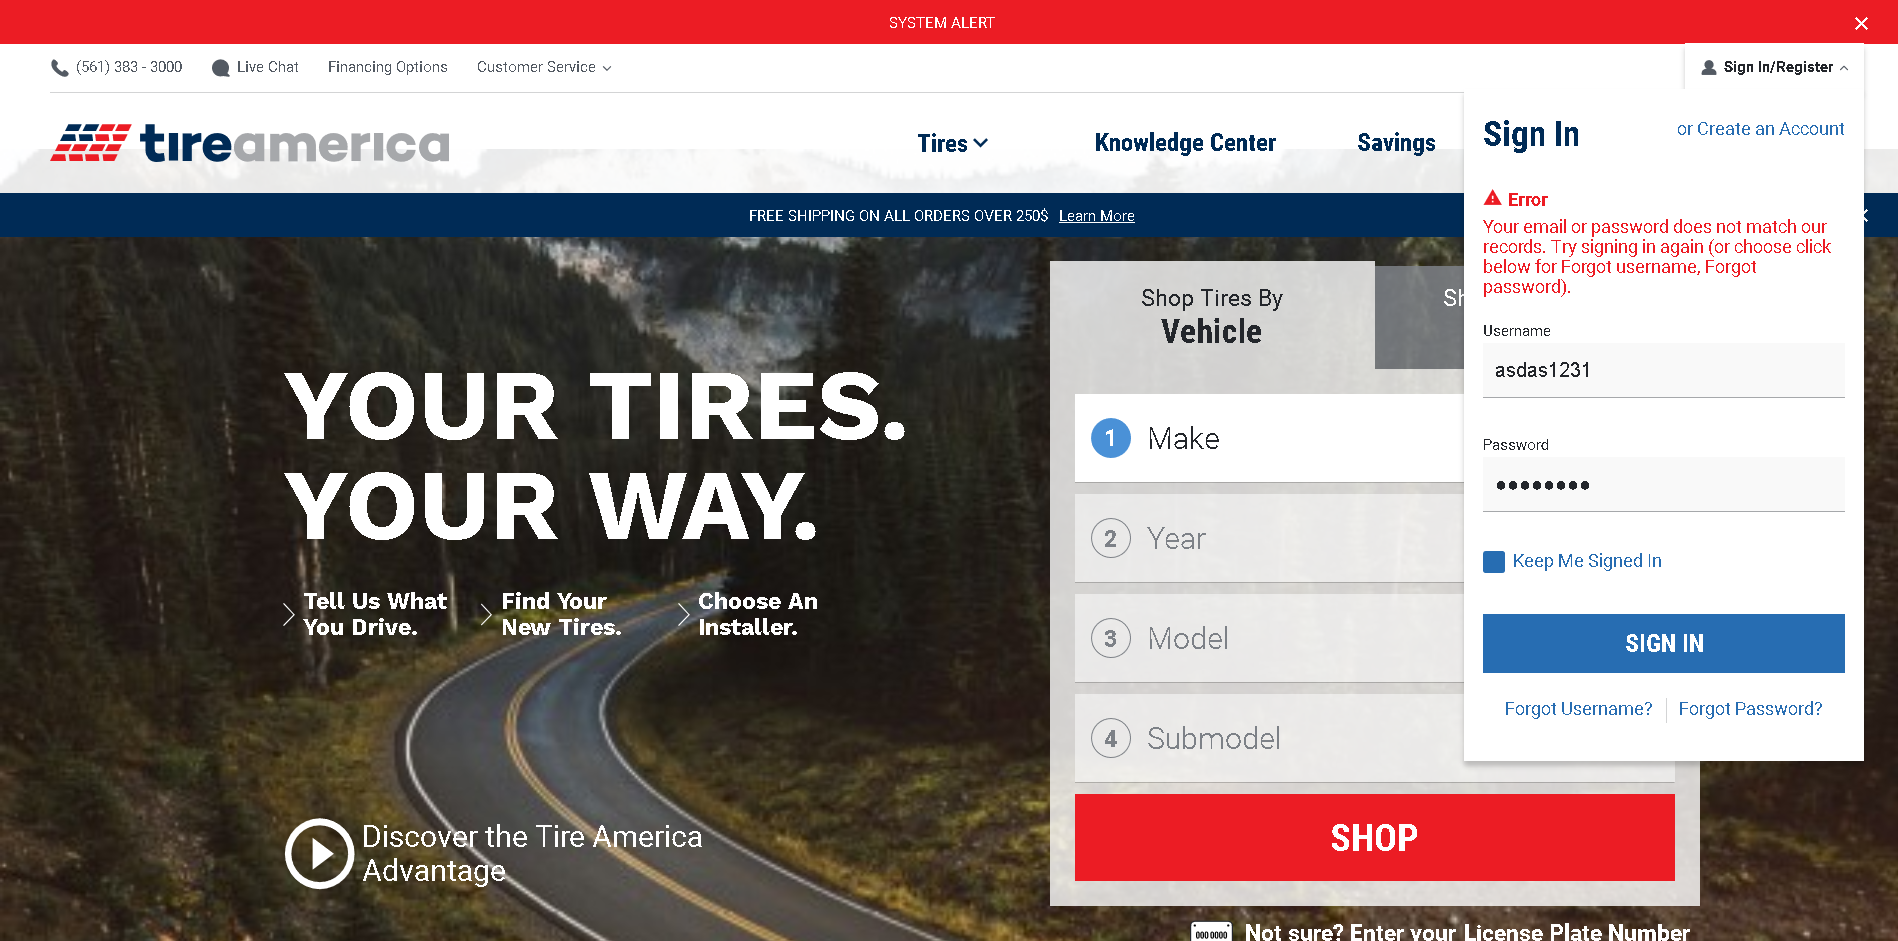 SYSTEM ALERT
(561) 383 - 3000
Live Chat
Financing Options
Customer Service
Sign In/Register
tireamerica
Tires
Knowledge Center
Savings
FREE SHIPPING ON ALL ORDERS OVER 250$ Learn More
Sign In
or Create an Account
Error
Your email or password does not match our
records. Try signing in again (or choose click
below for Forgot username, Forgot
password).
Username
asdas1231
Password
Keep Me Signed In
SIGN IN
Forgot Username?
Forgot Password?
YOUR TIRES.
YOUR WAY.
Tell Us What
You Drive.
Find Your
New Tires.
Choose An
Installer.
Discover the Tire America
Advantage
Shop Tires By
Vehicle
1 Make
2 Year
3 Model
4 Submodel
SHOP
000 0000
Not sure? Enter your License Plate Number